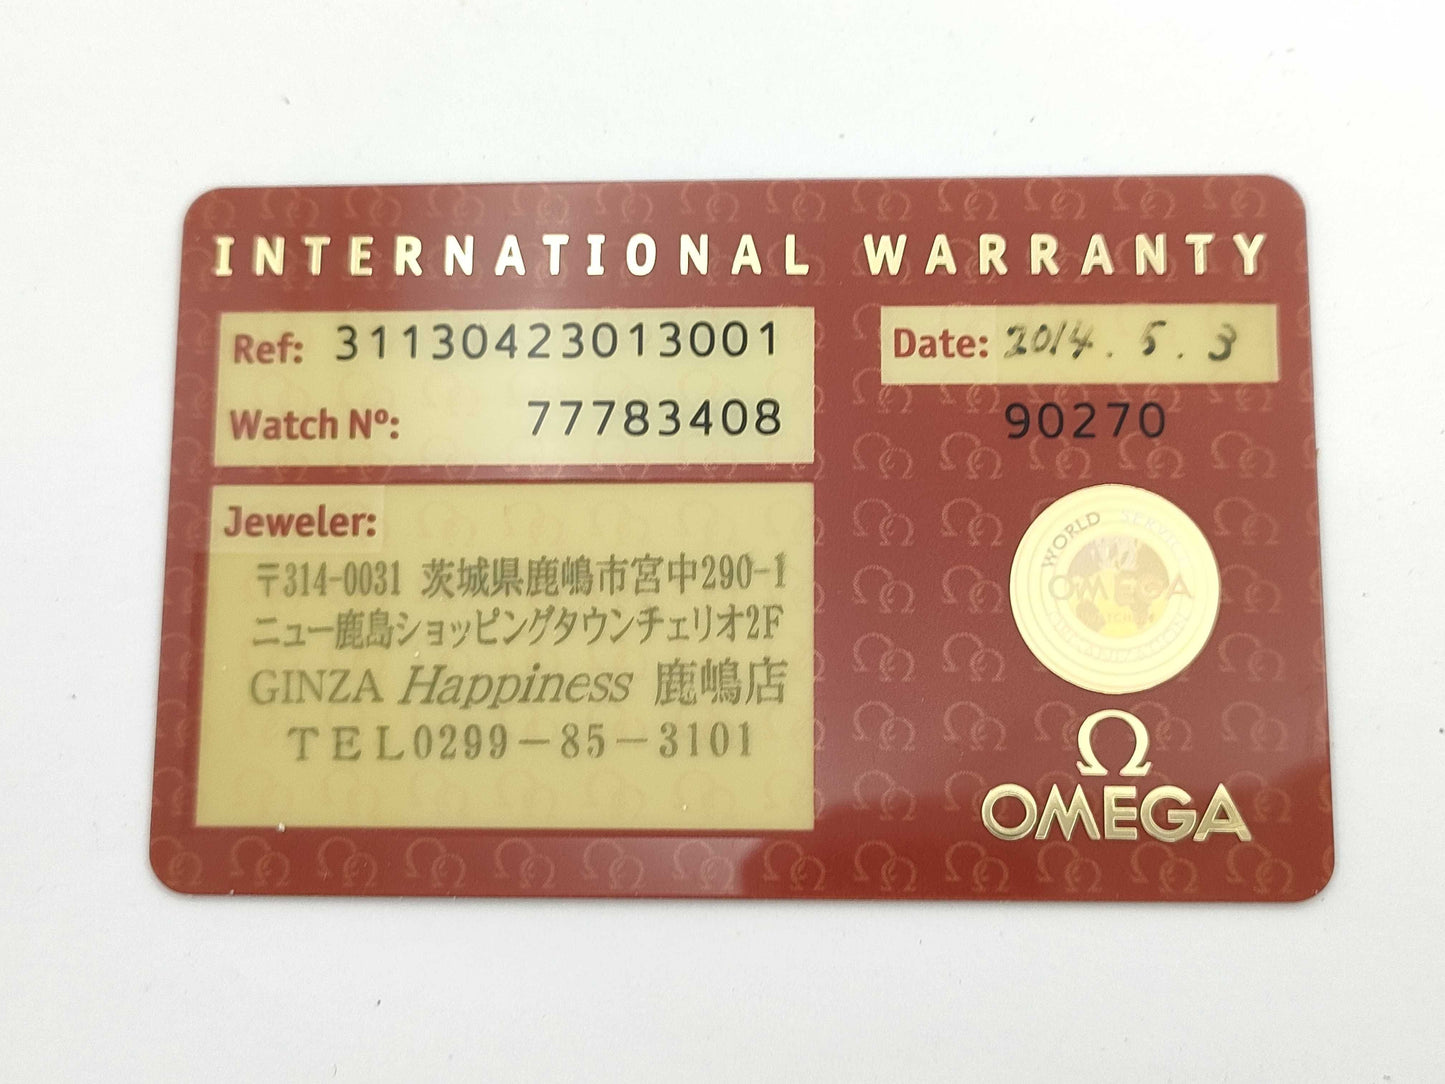 INTERNATIONAL WARRANTY
Ref: 31130423013001
Watch Nº: 77783408
Date: 2014.5.3
90270
Jeweler:
〒314-0031 茨城県鹿嶋市宮中290-1
ニュー鹿島ショッピングタウンチェリオ2F
GINZA Happiness 鹿嶋店
TEL0299-85-3101
WORLD SERVICE
OMEGA
ORGANIZATION
Ω
OMEGA